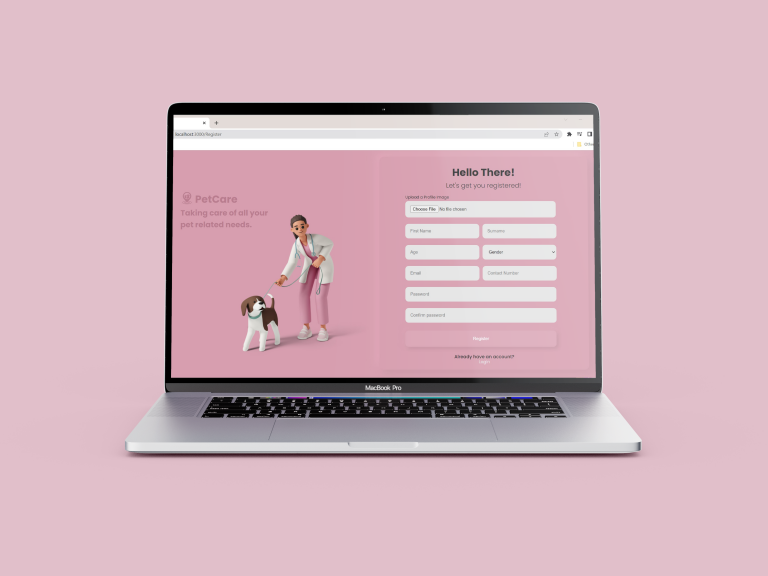 localhost:3000/Register
PetCare
Taking care of all your
pet related needs.
Hello There!
Let's get you registered!
Upload a Profile Image
Choose File No file chosen
First Name
Surname
Age
Gender
Email
Contact Number
Password
Confirm password
Register
Already have an account?
MacBook Pro